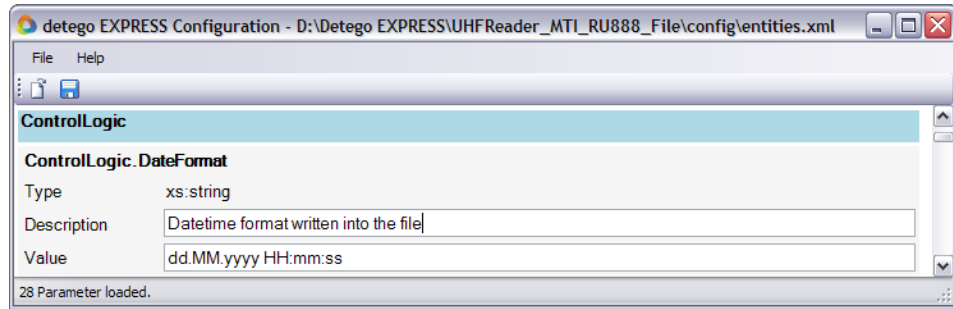 detego EXPRESS Configuration - D:\Detego EXPRESS\UHFReader_MTI_RU888_File\config\entities.xml
File Help
ControlLogic
ControlLogic.DateFormat
Type xs:string
Description Datetime format written into the file
Value dd.MM.yyyy HH:mm:ss
28 Parameter loaded.